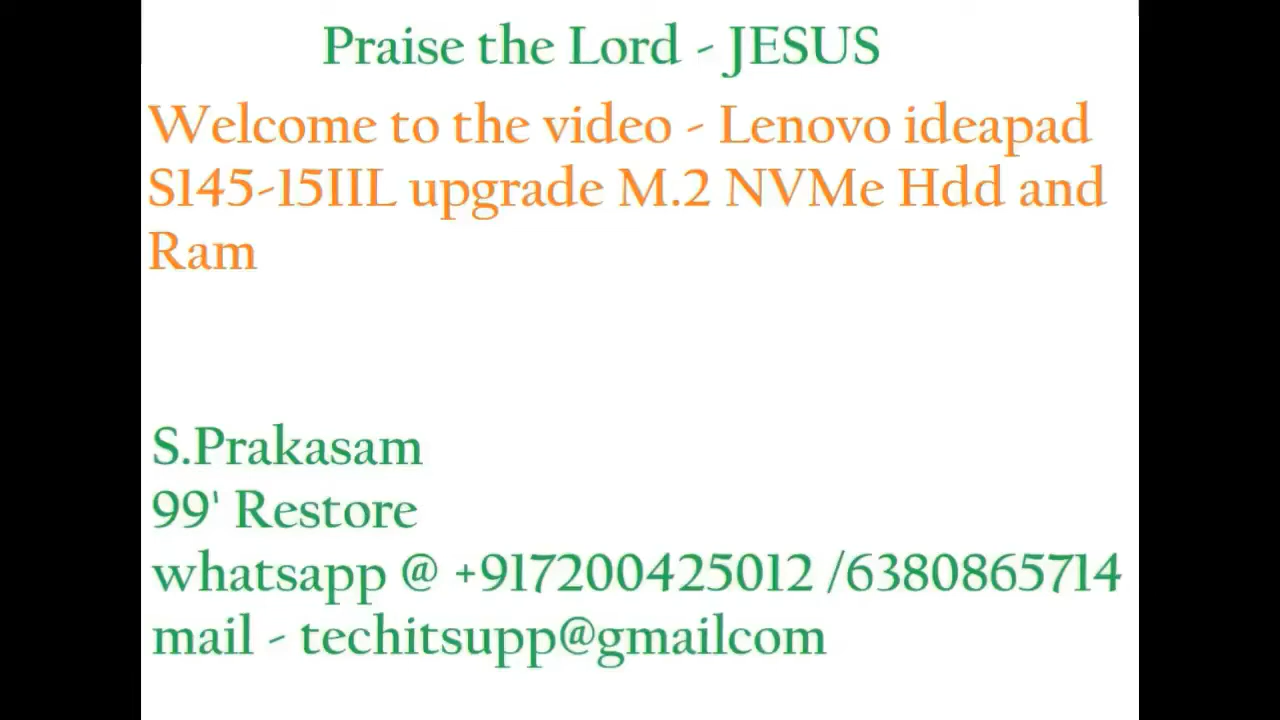 Praise the Lord - JESUS
Welcome to the video - Lenovo ideapad
S145-15IIL upgrade M.2 NVMe Hdd and
Ram
S.Prakasam
99' Restore
whatsapp @ +917200425012 /6380865714
mail - techitsupp@gmailcom